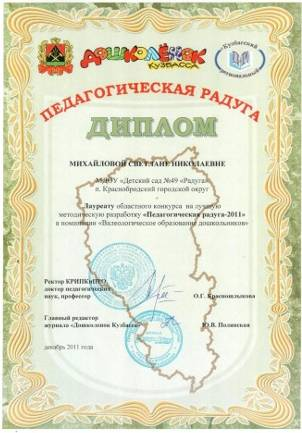 ДОШКОЛЁНОК
КУЗБАССА
Кузбасский
региональный
ПЕДАГОГИЧЕСКАЯ РАДУГА
ДИПЛОМ
МИХАЙЛОВОЙ СВЕТЛАНЕ НИКОЛАЕВНЕ
МБДОУ «Детский сад №49 «Радуга»
п. Краснобродский городской округ
Лауреату областного конкурса на лучшую
методическую разработку «Педагогическая радуга-2011»
в номинации «Валеологическое образование дошкольников»
Ректор КРИПКиПРО,
доктор педагогических
наук, профессор
О.Г. Красношлыкова
Главный редактор
журнала «Дошколёнок Кузбасса»
Ю.В. Полянская
декабрь 2011 года